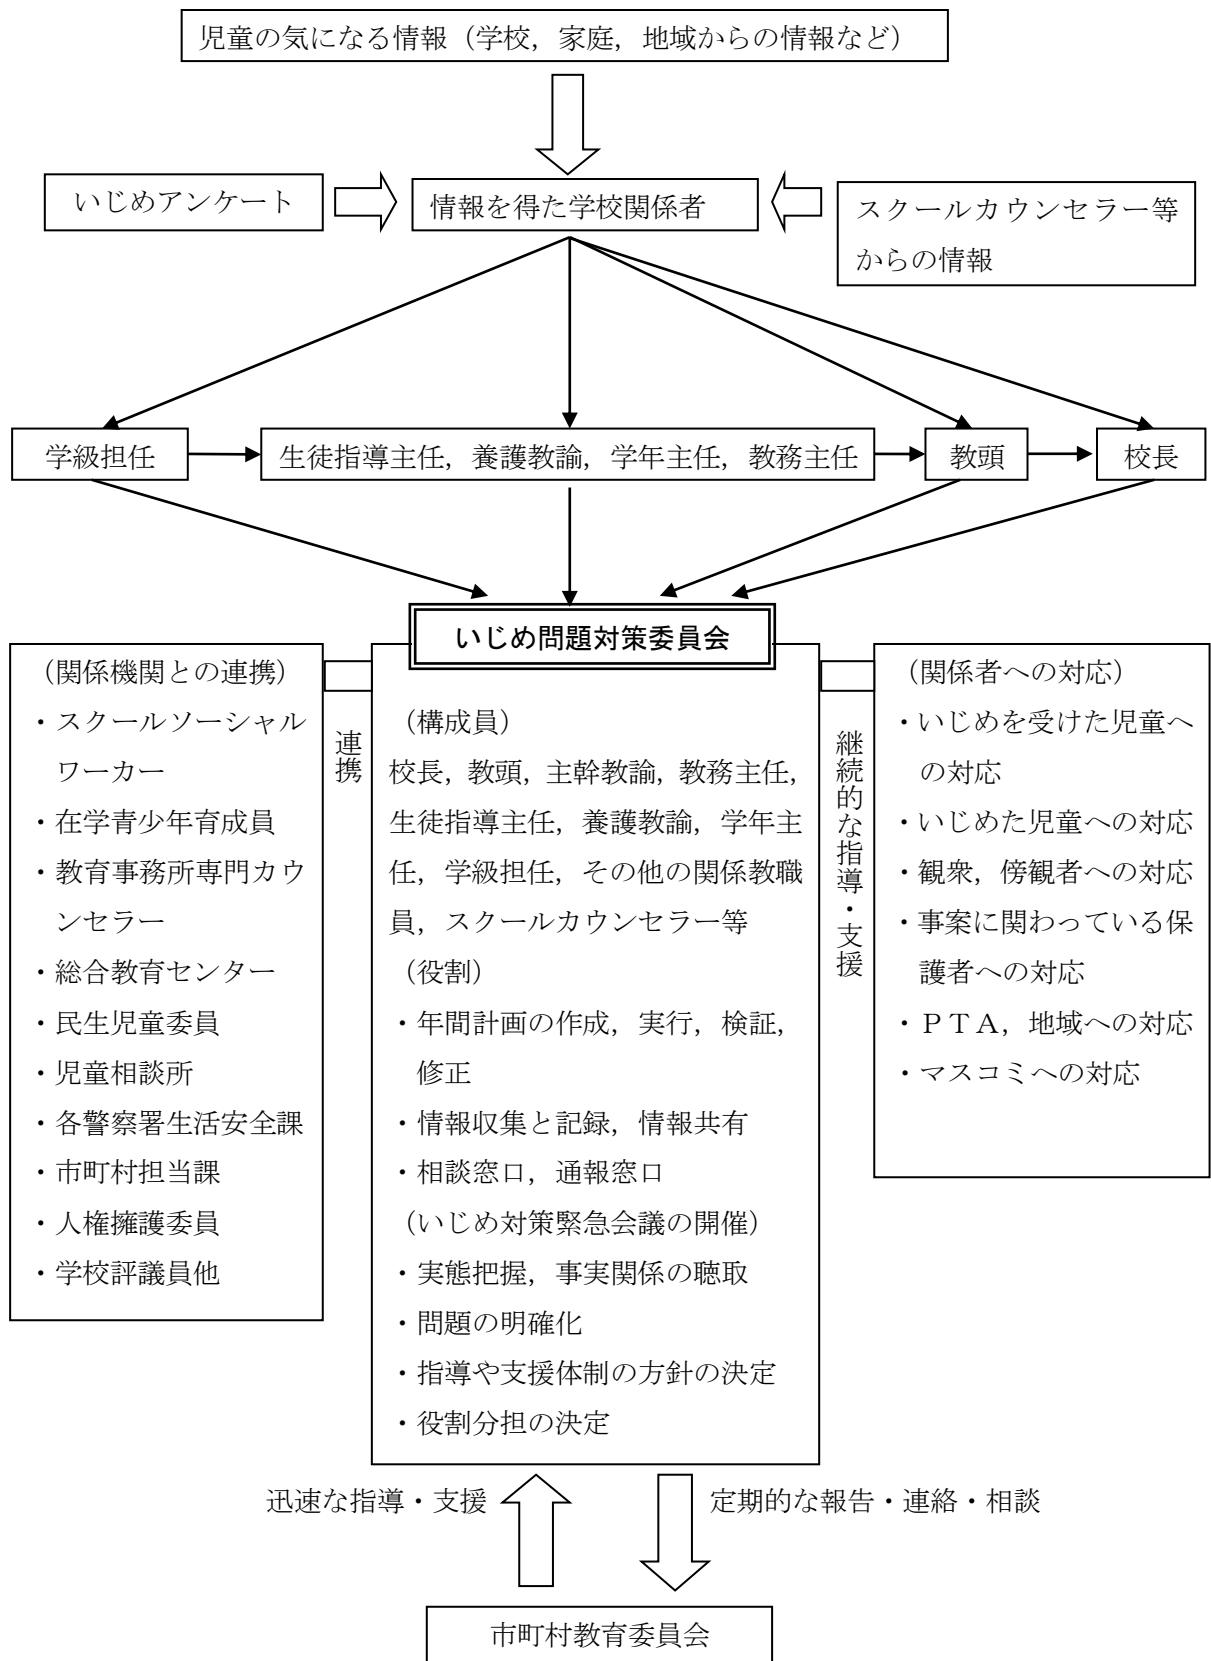 児童の気になる情報（学校，家庭，地域からの情報など）
いじめアンケート
情報を得た学校関係者
スクールカウンセラー等
からの情報
学級担任
生徒指導主任，養護教諭，学年主任，教務主任
教頭
校長
いじめ問題対策委員会
（関係機関との連携）
・スクールソーシャル
ワーカー
・在学青少年育成員
・教育事務所専門カウ
ンセラー
・総合教育センター
・民生児童委員
・児童相談所
・各警察署生活安全課
・市町村担当課
・人権擁護委員
・学校評議員他
連携
（構成員）
校長，教頭，主幹教諭，教務主任，
生徒指導主任，養護教諭，学年主
任，学級担任，その他の関係教職
員，スクールカウンセラー等
（役割）
・年間計画の作成，実行，検証，
修正
・情報収集と記録，情報共有
・相談窓口，通報窓口
（いじめ対策緊急会議の開催）
・実態把握，事実関係の聴取
・問題の明確化
・指導や支援体制の方針の決定
・役割分担の決定
継続的な指導・支援
（関係者への対応）
・いじめを受けた児童へ
の対応
・いじめた児童への対応
・観衆，傍観者への対応
・事案に関わっている保
護者への対応
・ＰＴＡ，地域への対応
・マスコミへの対応
迅速な指導・支援
定期的な報告・連絡・相談
市町村教育委員会